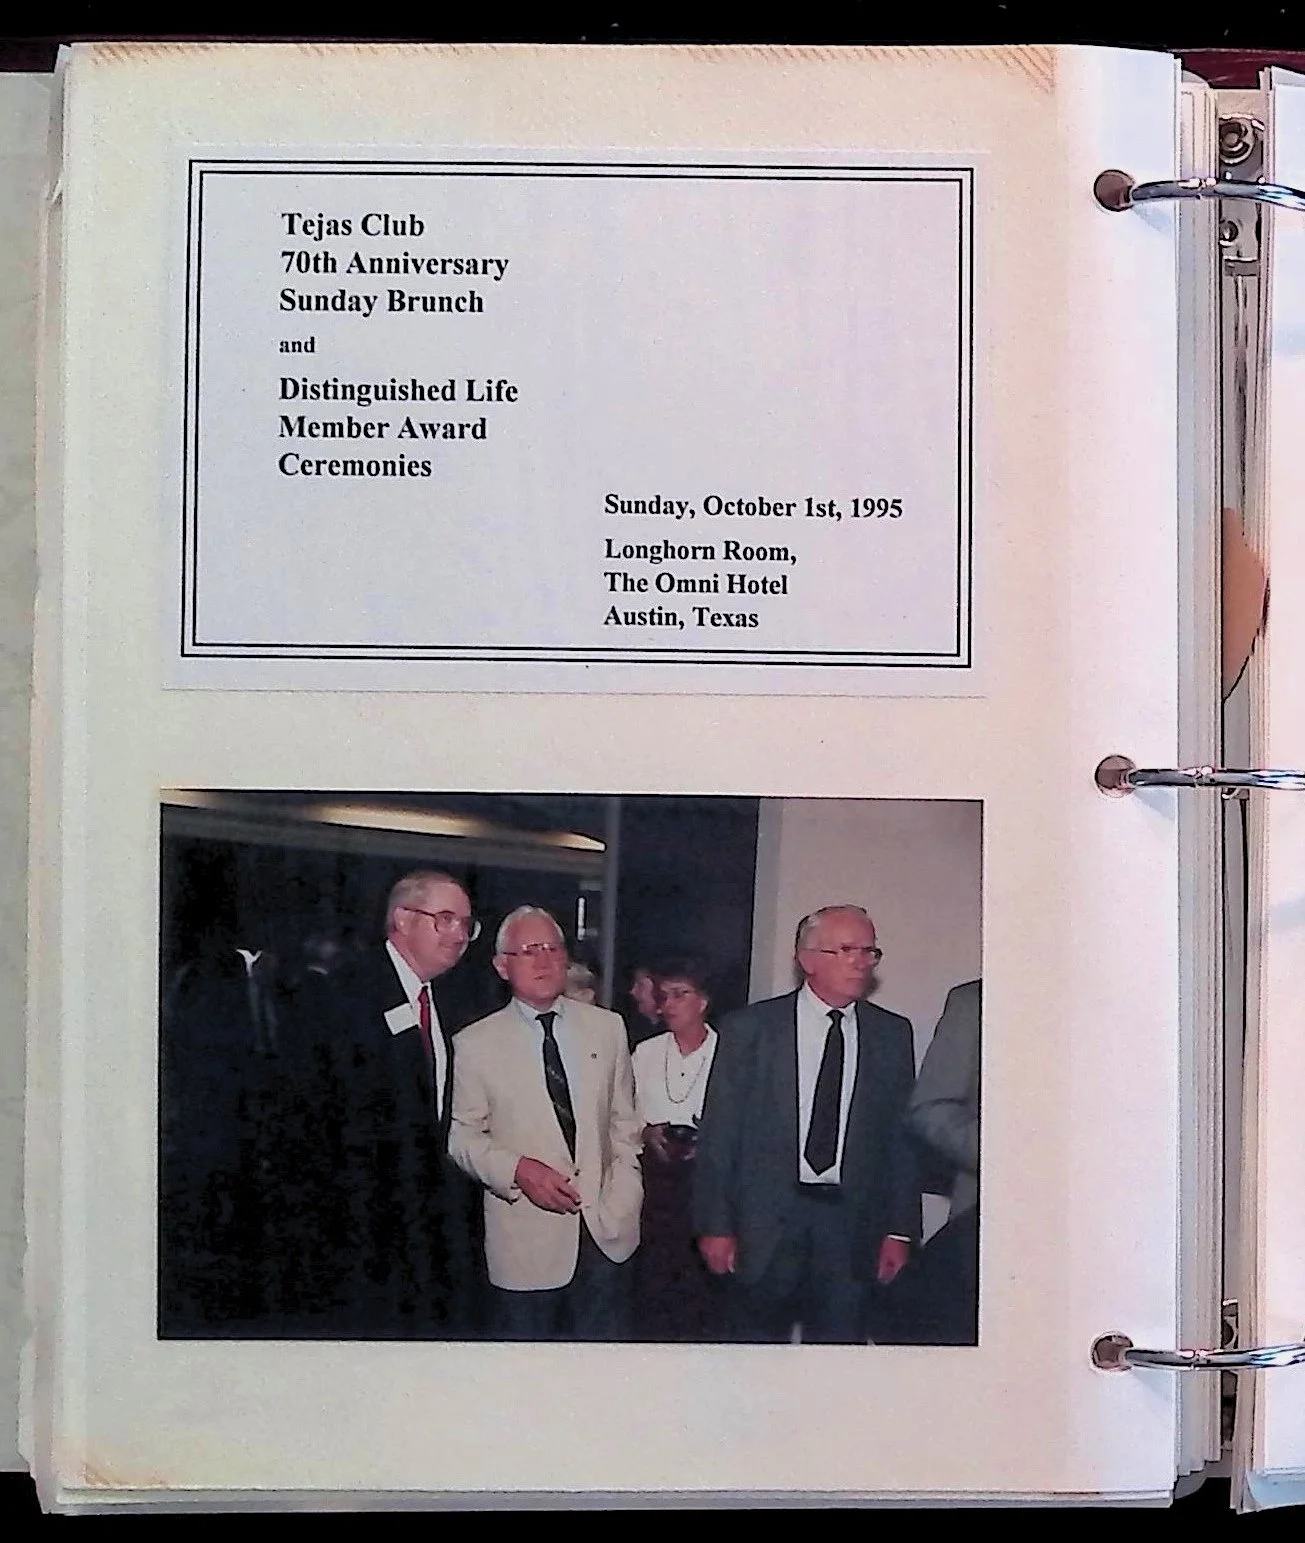 Tejas Club
70th Anniversary
Sunday Brunch
and
Distinguished Life
Member Award
Ceremonies
Sunday, October 1st, 1995
Longhorn Room,
The Omni Hotel
Austin, Texas